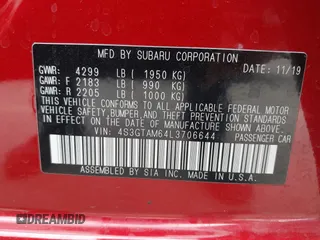 MFD BY SUBARU CORPORATION
GVWR: 4299 LB ( 1950 KG) DATE 11/19
GAWR: F 2183 LB ( 990 KG)
GAWR: R 2205 LB ( 1000 KG)
THIS VEHICLE CONFORMS TO ALL APPLICABLE
FEDERAL MOTOR VEHICLE
SAFETY, BUMPER, AND THEFT PREVENTION
STANDARDS IN EFFECT ON THE DATE OF
MANUFACTURE SHOWN ABOVE.
VIN: 4S3GTAM64L3706644 PASSENGER CAR
ASSEMBLED BY SIA INC. MADE IN U.S.A.
DREAMBID